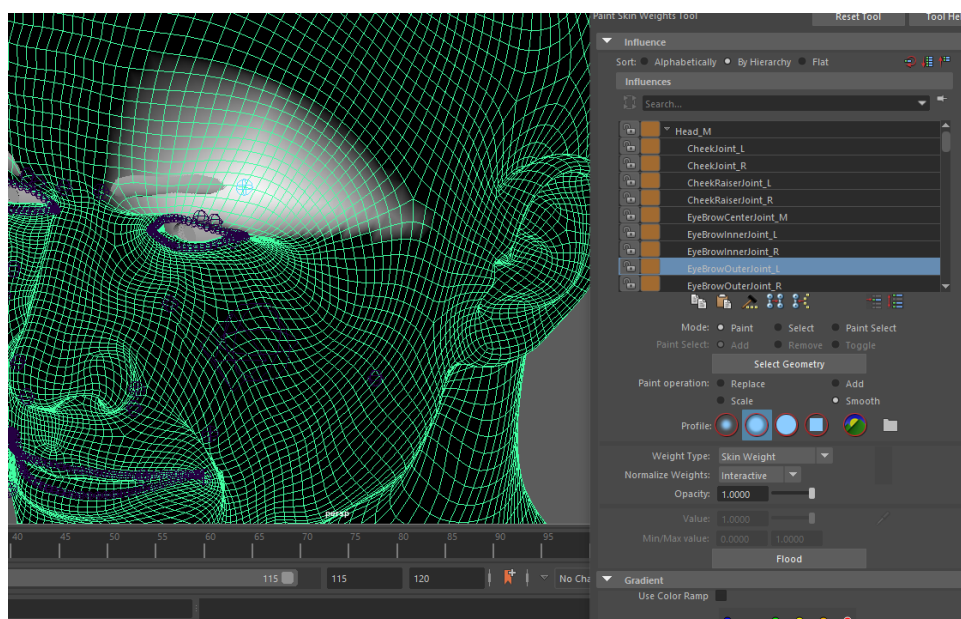 Paint Skin Weights Tool Reset Tool Tool He
Influence
Sort: Alphabetically By Hierarchy Flat
Influences
Search...
Head_M
CheekJoint_L
CheekJoint_R
CheekRaiserJoint_L
CheekRaiserJoint_R
EyeBrowCenterJoint_M
EyeBrowInnerJoint_L
EyeBrowInnerJoint_R
EyeBrowOuterJoint_L
EyeBrowOuterJoint_R
Mode: Paint Select Paint Select
Paint Select: Add Remove Toggle
Select Geometry
Paint operation: Replace Add
Scale Smooth
Profile:
Weight Type: Skin Weight
Normalize Weights: Interactive
Opacity: 1.0000
Value: 1.0000
Min/Max value: 0.0000 1.0000
Flood
Gradient
Use Color Ramp
persp
40 45 50 55 60 65 70 75 80 85 90 95
115 115 120 No Cha